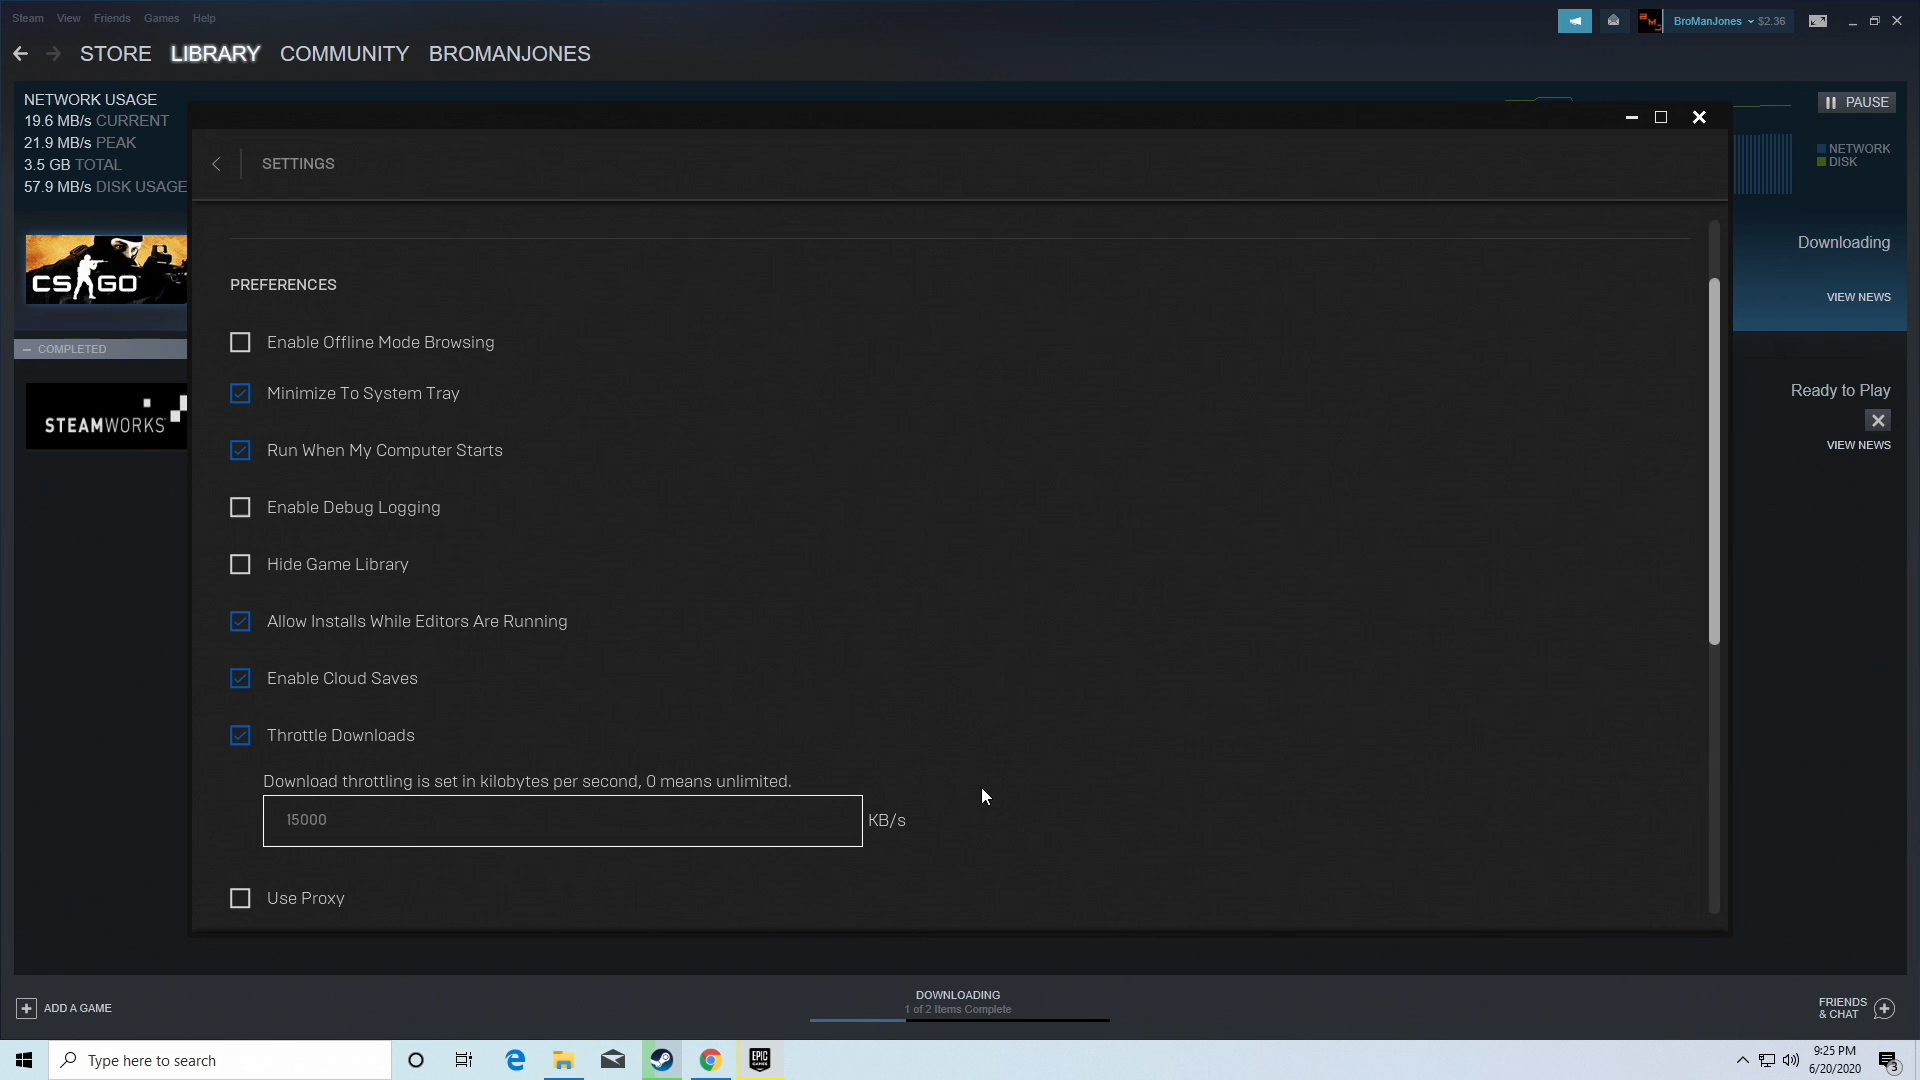 Steam View Friends Games Help
BroManJones $2.36
STORE LIBRARY COMMUNITY BROMANJONES
NETWORK USAGE
19.6 MB/s CURRENT
21.9 MB/s PEAK
3.5 GB TOTAL
57.9 MB/s DISK USAGE
PAUSE
NETWORK
DISK
SETTINGS
CS GO
Downloading
VIEW NEWS
PREFERENCES
Enable Offline Mode Browsing
COMPLETED
Minimize To System Tray
STEAMWORKS
Ready to Play
VIEW NEWS
Run When My Computer Starts
Enable Debug Logging
Hide Game Library
Allow Installs While Editors Are Running
Enable Cloud Saves
Throttle Downloads
Download throttling is set in kilobytes per second, 0 means unlimited.
15000 KB/s
Use Proxy
ADD A GAME
DOWNLOADING
1 of 2 Items Complete
FRIENDS
& CHAT
Type here to search
EPIC
GAMES
9:25 PM
6/20/2020
3